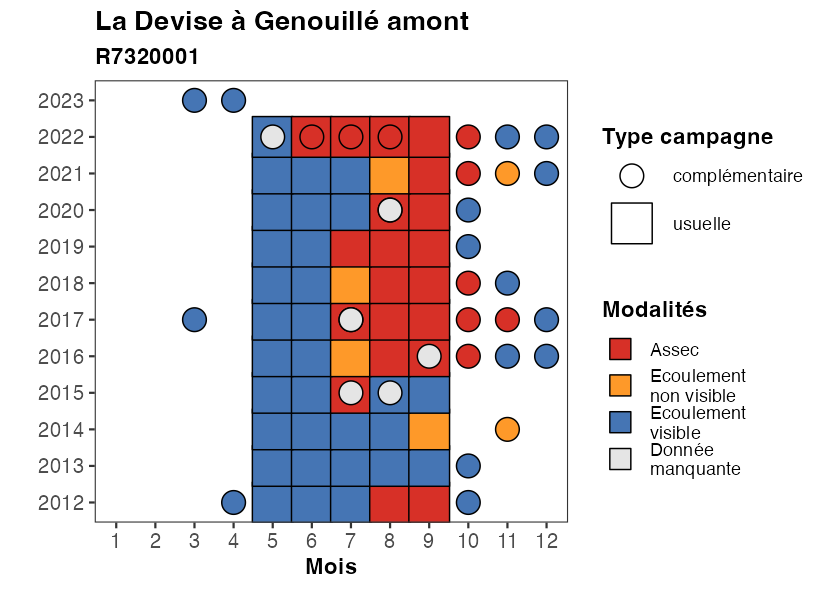 La Devise à Genouillé amont
R7320001
2023
2022
2021
2020
2019
2018
2017
2016
2015
2014
2013
2012
1 2 3 4 5 6 7 8 9 10 11 12
Mois
Type campagne
complémentaire
usuelle
Modalités
Assec
Ecoulement
non visible
Ecoulement
visible
Donnée
manquante